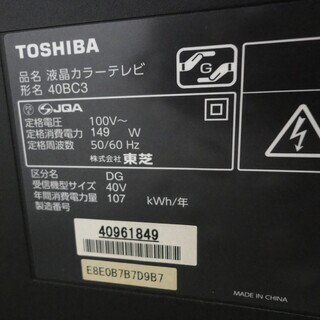 TOSHIBA
品名 液晶カラーテレビ
形名 40BC3
G
JQA
定格電圧 100V～
定格消費電力 149 W
定格周波数 50/60 Hz
株式会社 東芝
区分名 DG
受信機型サイズ 40V
年間消費電力量 107 kWh/年
製造番号
40961849
E8E0B7B7D9B7
MADE IN CHINA